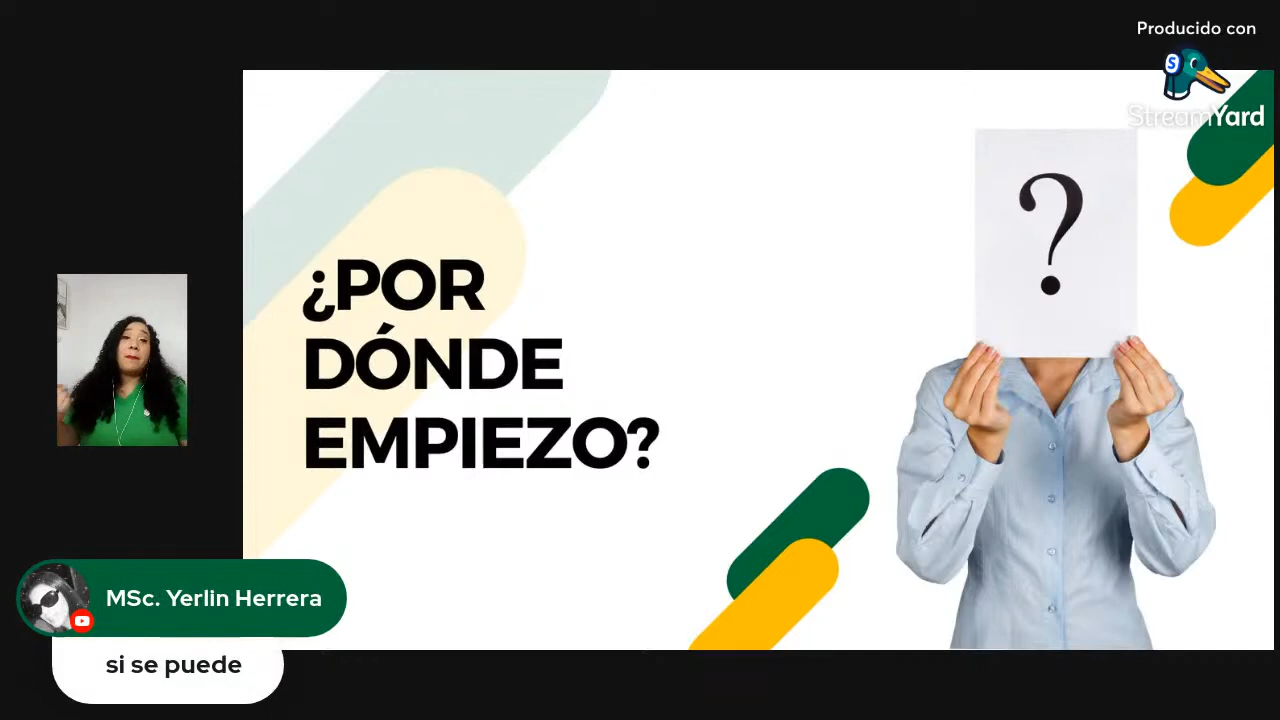 Producido con
StreamYard
¿POR
DÓNDE
EMPIEZO?
?
MSc. Yerlin Herrera
si se puede